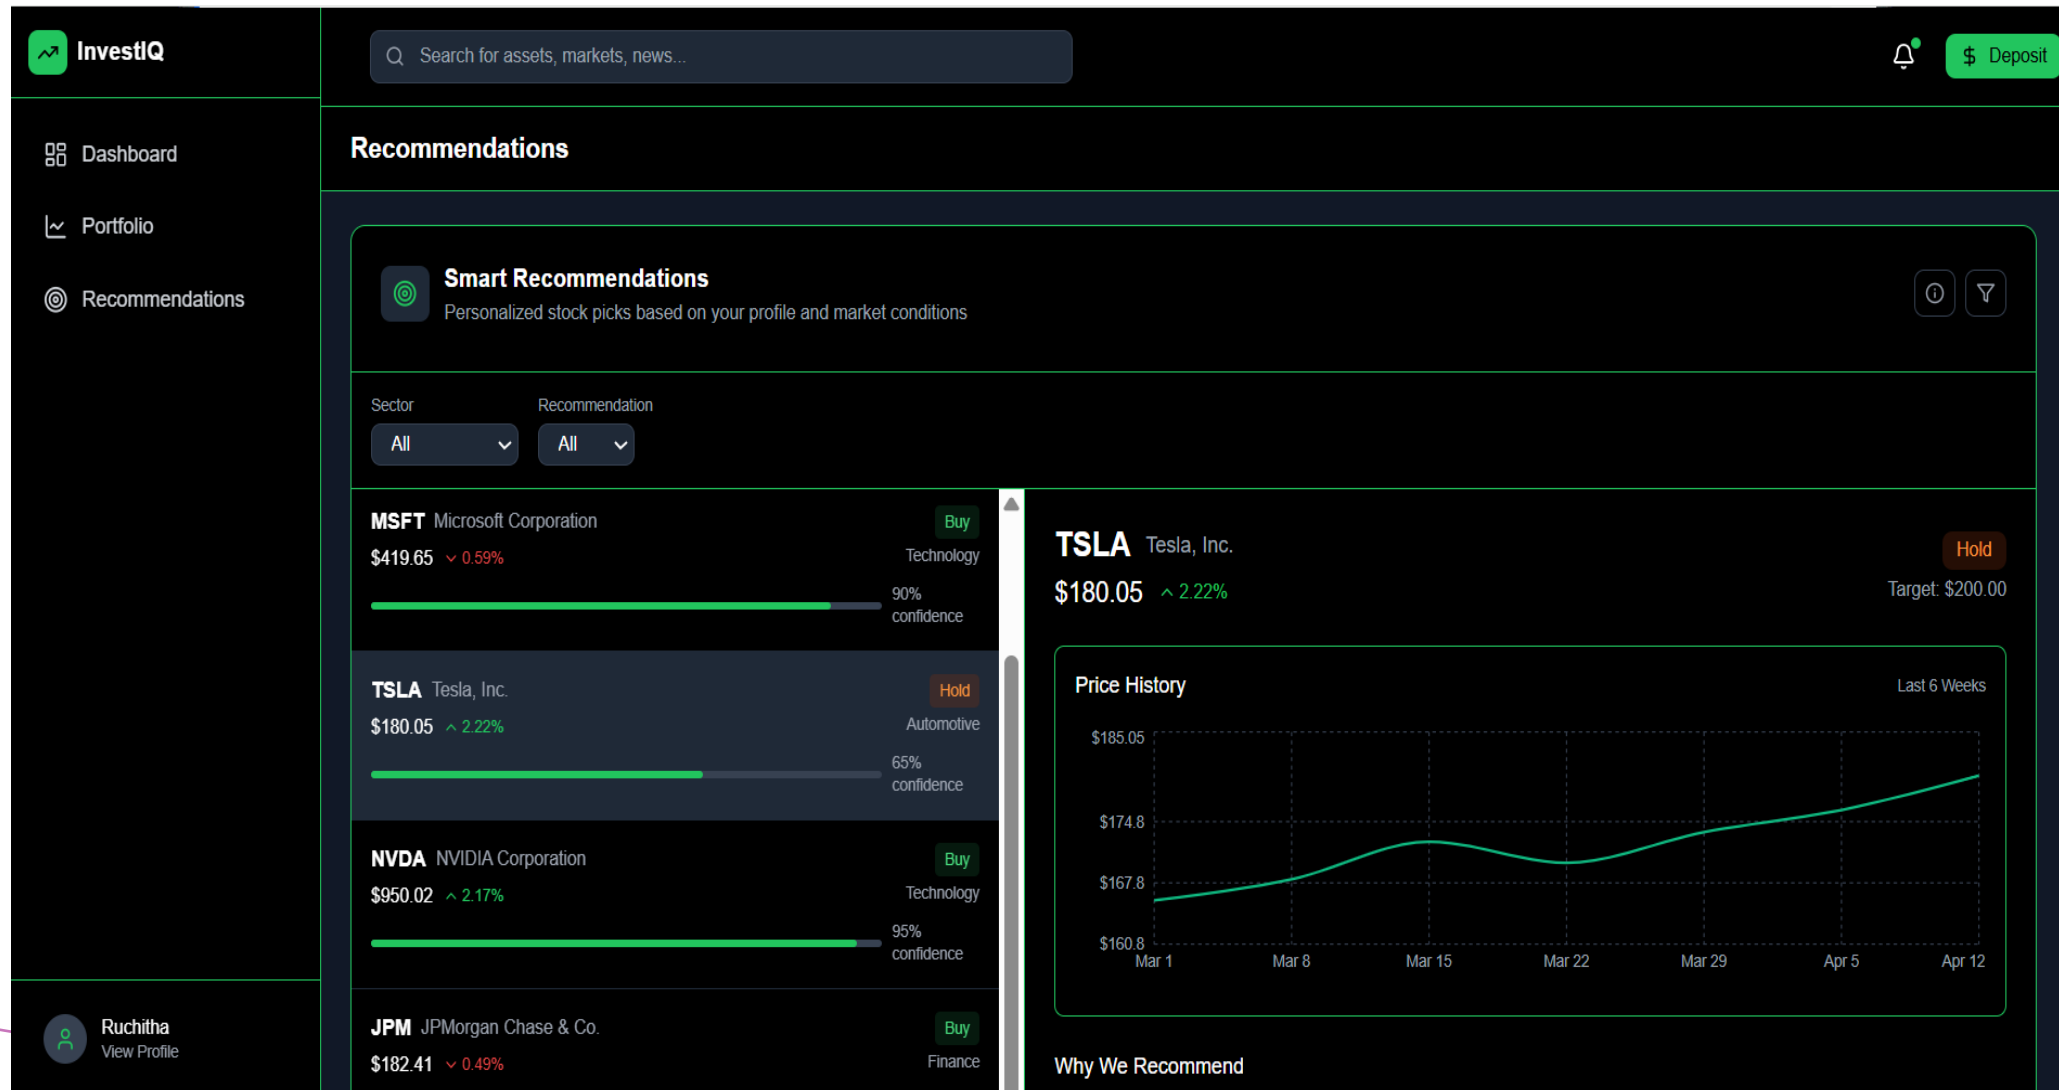 InvestIQ
Search for assets, markets, news...
$ Deposit
Dashboard
Portfolio
Recommendations
Recommendations
Smart Recommendations
Personalized stock picks based on your profile and market conditions
Sector
Recommendation
All
All
MSFT Microsoft Corporation
Buy
$419.65 0.59%
Technology
90%
confidence
TSLA Tesla, Inc.
Hold
$180.05 2.22%
Automotive
65%
confidence
NVDA NVIDIA Corporation
Buy
$950.02 2.17%
Technology
95%
confidence
JPM JPMorgan Chase & Co.
Buy
$182.41 0.49%
Finance
TSLA Tesla, Inc.
Hold
$180.05 2.22%
Target: $200.00
Price History
Last 6 Weeks
$185.05
$174.8
$167.8
$160.8
Mar 1 Mar 8 Mar 15 Mar 22 Mar 29 Apr 5 Apr 12
Why We Recommend
Ruchitha
View Profile